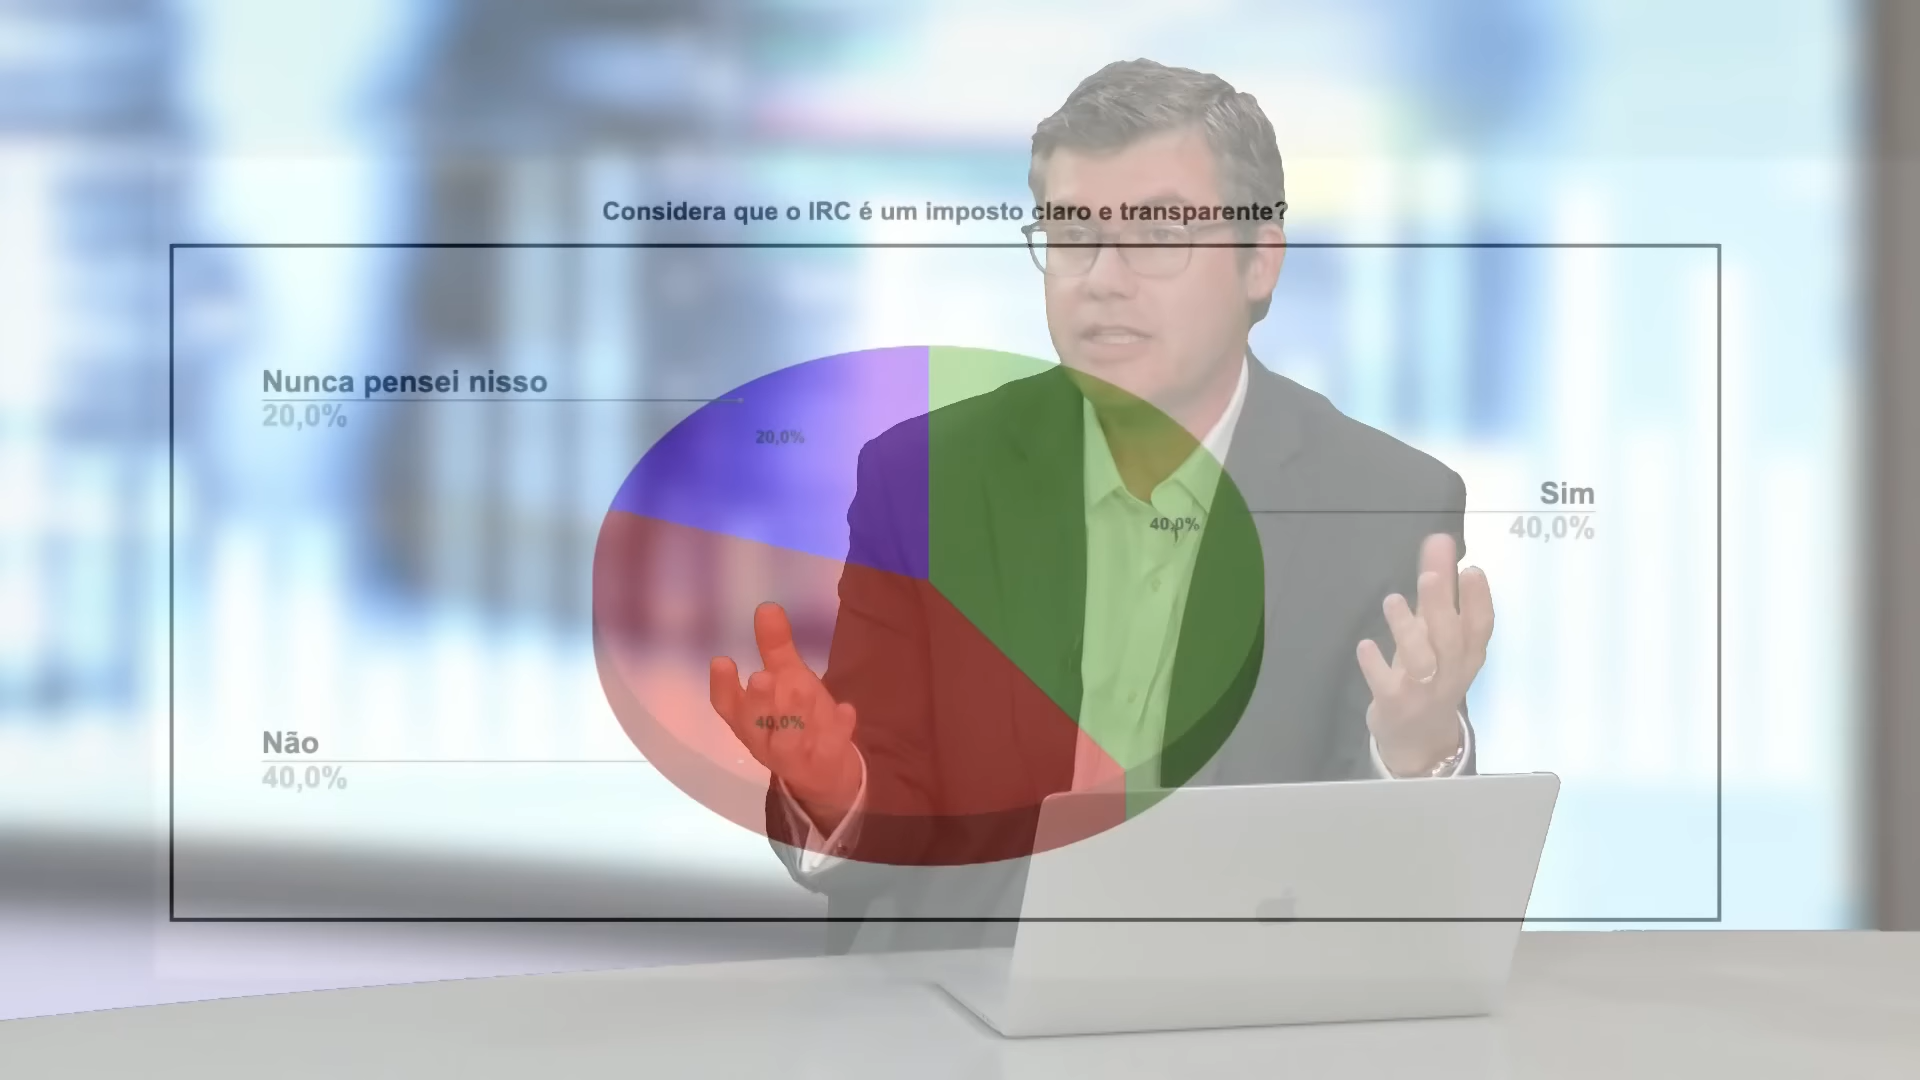 Considera que o IRC é um imposto claro e transparente?
Nunca pensei nisso
20,0%
20,0%
Sim
40,0%
40,0%
Não
40,0%
40,0%